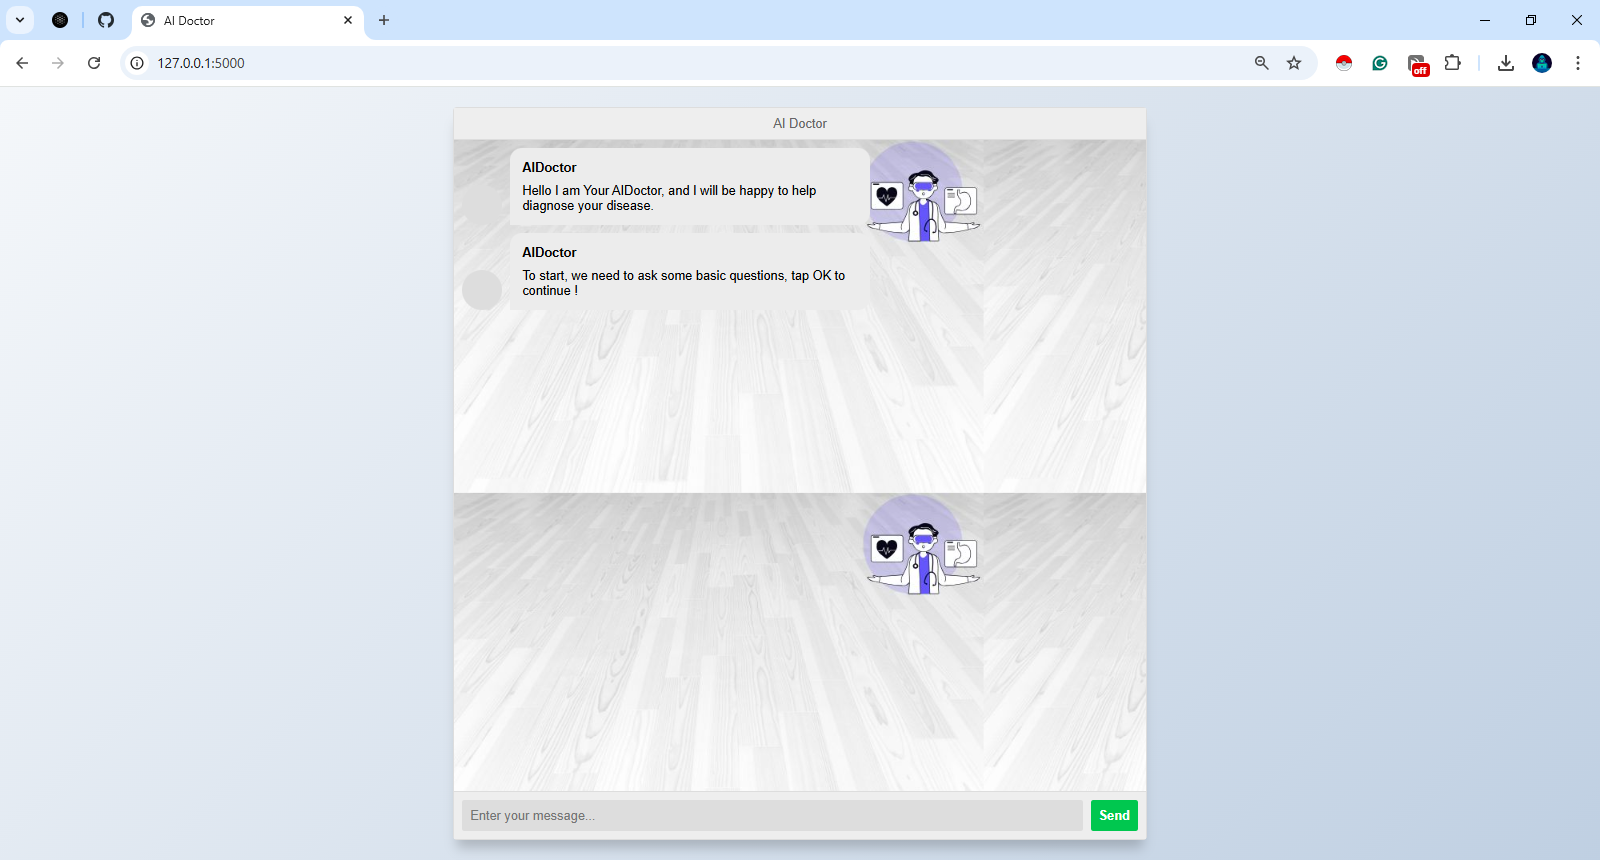 AI Doctor
127.0.0.1:5000
off
AI Doctor
AIDoctor
Hello I am Your AIDoctor, and I will be happy to help
diagnose your disease.
AIDoctor
To start, we need to ask some basic questions, tap OK to
continue !
Enter your message...
Send